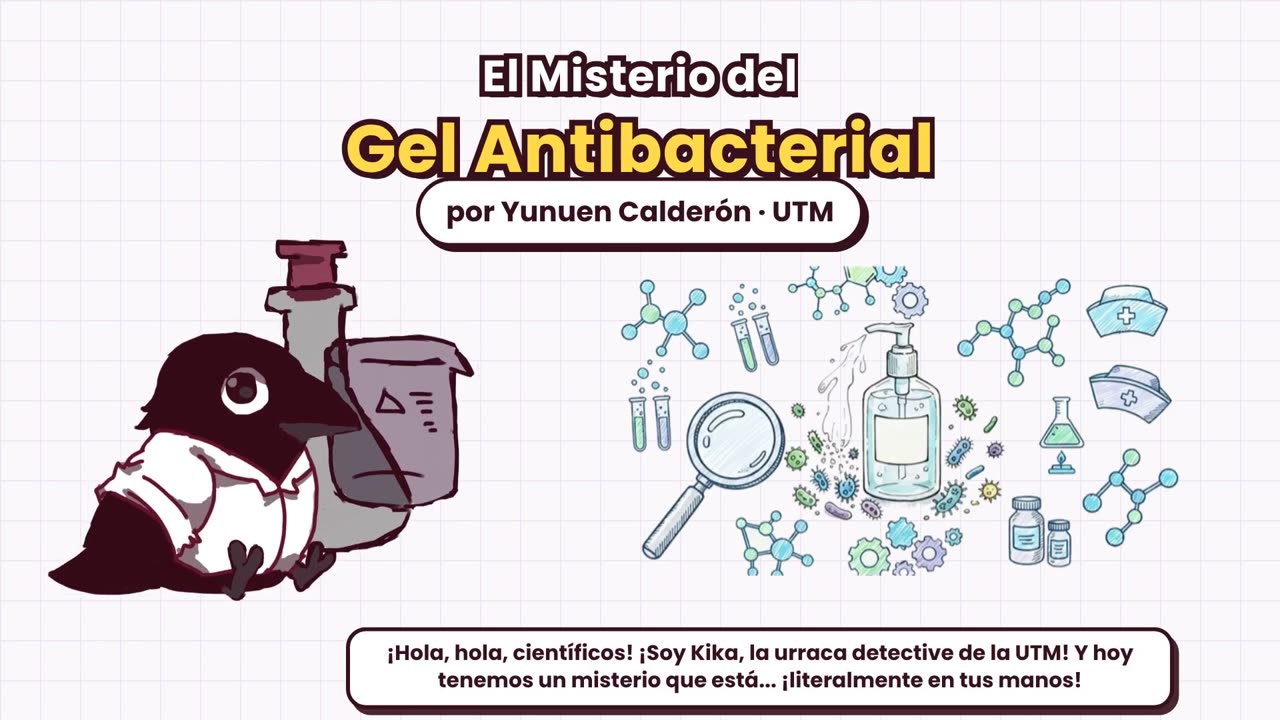 El Misterio del
Gel Antibacterial
por Yunuen Calderón · UTM
¡Hola, hola, científicos! ¡Soy Kika, la urraca detective de la UTM! Y hoy
tenemos un misterio que está... ¡literalmente en tus manos!